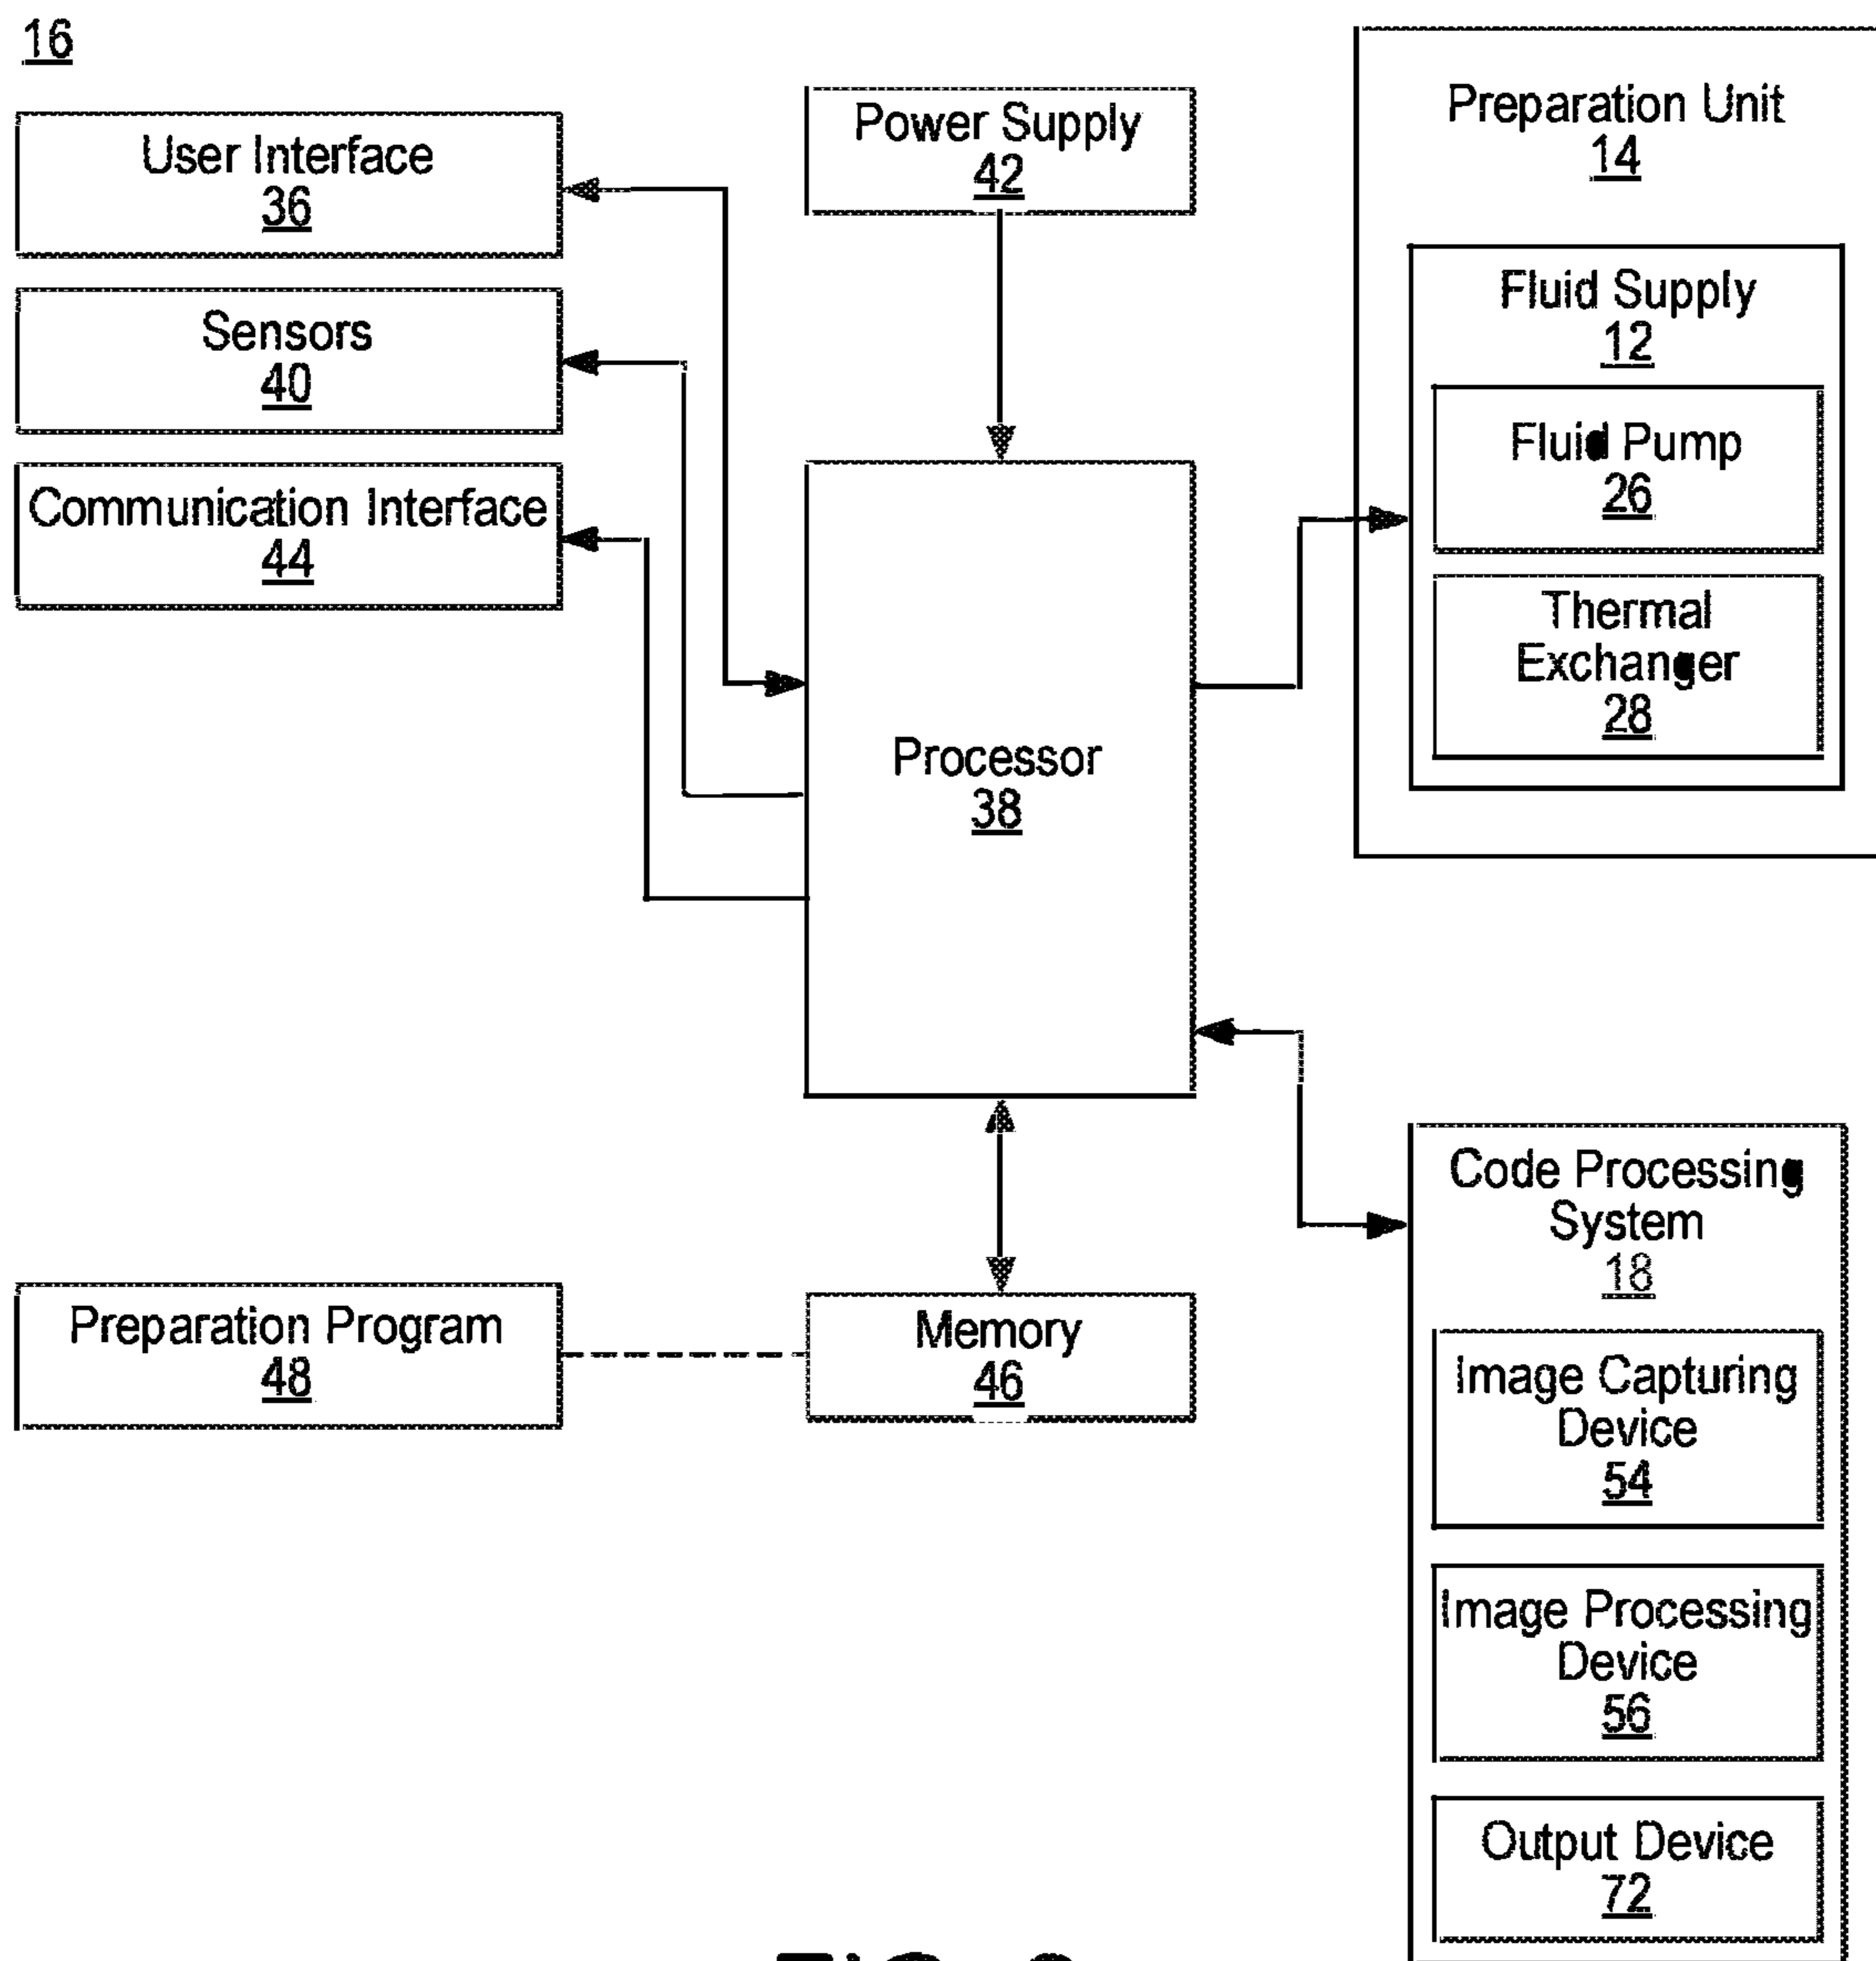 16
User Interface
36
Sensors
40
Communication Interface
44
Power Supply
42
Processor
38
Preparation Unit
14
Fluid Supply
12
Fluid Pump
26
Thermal
Exchanger
28
Preparation Program
48
Memory
46
Code Processing
System
18
Image Capturing
Device
54
Image Processing
Device
56
Output Device
72